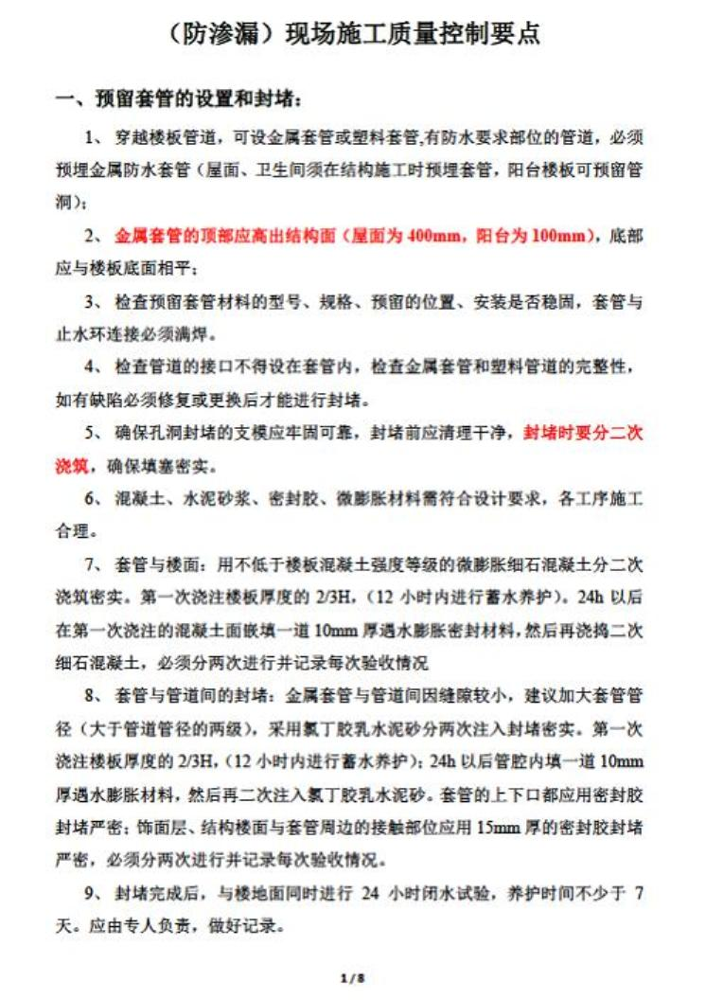 （防渗漏）现场施工质量控制要点
一、预留套管的设置和封堵：
1、 穿越楼板管道，可设金属套管或塑料套管,有防水要求部位的管道，必须
预埋金属防水套管（屋面、卫生间须在结构施工时预埋套管，阳台楼板可预留管
洞）；
2、 金属套管的顶部应高出结构面（屋面为 400mm，阳台为 100mm），底部
应与楼板底面相平；
3、 检查预留套管材料的型号、规格、预留的位置、安装是否稳固，套管与
止水环连接必须满焊。
4、 检查管道的接口不得设在套管内，检查金属套管和塑料管道的完整性，
如有缺陷必须修复或更换后才能进行封堵。
5、 确保孔洞封堵的支模应牢固可靠，封堵前应清理干净，封堵时要分二次
浇筑，确保填塞密实。
6、 混凝土、水泥砂浆、密封胶、微膨胀材料需符合设计要求，各工序施工
合理。
7、 套管与楼面：用不低于楼板混凝土强度等级的微膨胀细石混凝土分二次
浇筑密实。第一次浇注楼板厚度的 2/3H，（12 小时内进行蓄水养护）。24h 以后
在第一次浇注的混凝土面嵌填一道 10mm 厚遇水膨胀密封材料，然后再浇捣二次
细石混凝土，必须分两次进行并记录每次验收情况
8、 套管与管道间的封堵：金属套管与管道间因缝隙较小，建议加大套管管
径（大于管道管径的两级），采用氯丁胶乳水泥砂分两次注入封堵密实。第一次
浇注楼板厚度的 2/3H，（12 小时内进行蓄水养护）；24h 以后管腔内填一道 10mm
厚遇水膨胀材料，然后再二次注入氯丁胶乳水泥砂。套管的上下口都应用密封胶
封堵严密；饰面层、结构楼面与套管周边的接触部位应用 15mm 厚的密封胶封堵
严密，必须分两次进行并记录每次验收情况。
9、 封堵完成后，与楼地面同时进行 24 小时闭水试验，养护时间不少于 7
天。应由专人负责，做好记录。
1 / 8